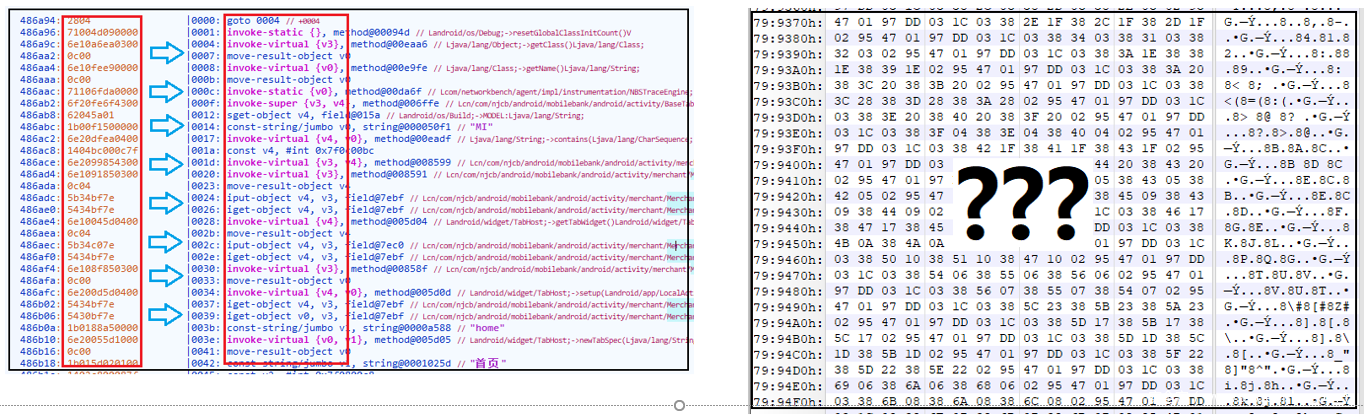 486a94: 2804 |0000: goto 0004 // +0004
486a96: 71004d090000 |0001: invoke-static {}, method@00094d // Landroid/os/Debug;->resetGlobalClassInitCount()V
486a9c: 6e10a6ea0300 |0004: invoke-virtual {v3}, method@00eaa6 // Ljava/lang/Object;->getClass()Ljava/lang/Class;
486aa2: 0c00 |0007: move-result-object v0
486aa4: 6e10fee90000 |0008: invoke-virtual {v0}, method@00e9fe // Ljava/lang/Class;->getName()Ljava/lang/String;
486aaa: 0c00 |000b: move-result-object v0
486aac: 71106fda0000 |000c: invoke-static {v0}, method@00da6f // Lcom/networkbench/agent/impl/instrumentation/NBSTraceEngine;
486ab2: 6f20fe6f4300 |000f: invoke-super {v3, v4}, method@006ffe // Lcn/com/njcb/android/mobilebank/android/activity/BaseTab
486ab8: 62045a01 |0012: sget-object v4, field@015a // Landroid/os/Build;->MODEL:Ljava/lang/String;
486abc: 1b00f1500000 |0014: const-string/jumbo v0, string@000050f1 // "MI"
486ac2: 6e20dfea0400 |0017: invoke-virtual {v4, v0}, method@00eadf // Ljava/lang/String;->contains(Ljava/lang/CharSequence;
486ac8: 1404bc000c7f |001a: const v4, #int 0x7f0c00bc
486ace: 6e2099854300 |001d: invoke-virtual {v3, v4}, method@008599 // Lcn/com/njcb/android/mobilebank/android/activity/merc
486ad4: 6e1091850300 |0020: invoke-virtual {v3}, method@008591 // Lcn/com/njcb/android/mobilebank/android/activity/merchant/M
486ada: 0c04 |0023: move-result-object v4
486adc: 5b34bf7e |0024: iput-object v4, v3, field@7ebf // Lcn/com/njcb/android/mobilebank/android/activity/merchant/Merchan
486ae0: 5434bf7e |0026: iget-object v4, v3, field@7ebf // Lcn/com/njcb/android/mobilebank/android/activity/merchant/Merchan
486ae4: 6e10045d0400 |0028: invoke-virtual {v4}, method@005d04 // Landroid/widget/TabHost;->getTabWidget()Landroid/widget/Tab
486aea: 0c04 |002b: move-result-object v4
486aec: 5b34c07e |002c: iput-object v4, v3, field@7ec0 // Lcn/com/njcb/android/mobilebank/android/activity/merchant/Mercha
486af0: 5434bf7e |002e: iget-object v4, v3, field@7ebf // Lcn/com/njcb/android/mobilebank/android/activity/merchant/Merchan
486af4: 6e108f850300 |0030: invoke-virtual {v3}, method@00858f // Lcn/com/njcb/android/mobilebank/android/activity/merchant/M
486afa: 0c00 |0033: move-result-object v0
486afc: 6e200d5d0400 |0034: invoke-virtual {v4, v0}, method@005d0d // Landroid/widget/TabHost;->setup(Landroid/app/LocalActi
486b02: 5434bf7e |0037: iget-object v4, v3, field@7ebf // Lcn/com/njcb/android/mobilebank/android/activity/merchant/Merchan
486b06: 5430bf7e |0039: iget-object v0, v3, field@7ebf // Lcn/com/njcb/android/mobilebank/android/activity/merchant/Merchan
486b0a: 1b0188a50000 |003b: const-string/jumbo v1, string@0000a588 // "home"
486b10: 6e20055d1000 |003e: invoke-virtual {v0, v1}, method@005d05 // Landroid/widget/TabHost;->newTabSpec(Ljava/lang/Strin
486b16: 0c00 |0041: move-result-object v0
486b18: 1b015d020100 |0042: const-string/jumbo v1, string@0001025d // "首页"
79:9370h: 47 01 97 DD 03 1C 03 38 2E 1F 38 2C 1F 38 2D 1F G.—Ý...8..8,.8-.
79:9380h: 02 95 47 01 97 DD 03 1C 03 38 34 03 38 31 03 38 .•G.—Ý...84.81.8
79:9390h: 32 03 02 95 47 01 97 DD 03 1C 03 38 3A 1E 38 38 2..•G.—Ý...8:.88
79:93A0h: 1E 38 39 1E 02 95 47 01 97 DD 03 1C 03 38 3A 20 .89..•G.—Ý...8:
79:93B0h: 38 3C 20 38 3B 20 02 95 47 01 97 DD 03 1C 03 38 8< 8; .•G.—Ý...8
79:93C0h: 3C 28 38 3D 28 38 3A 28 02 95 47 01 97 DD 03 1C <(8=(8:(.•G.—Ý..
79:93D0h: 03 38 3E 20 38 40 20 38 3F 20 02 95 47 01 97 DD .8> 8@ 8? .•G.—Ý
79:93E0h: 03 1C 03 38 3F 04 38 3E 04 38 40 04 02 95 47 01 ...8?.8>.8@..•G.
79:93F0h: 97 DD 03 1C 03 38 42 1F 38 41 1F 38 43 1F 02 95 —Ý...8B.8A.8C..•
79:9400h: 47 01 97 DD 03 44 20 38 43 20 G.—Ý...8B 8D 8C
79:9410h: 02 95 47 01 97 05 38 43 05 38 .•G.—Ý...8E.8C.8
79:9420h: 42 05 02 95 47 38 45 09 38 43 B..•G.—Ý...8E.8C
79:9430h: 09 38 44 09 02 1C 03 38 46 17 .8D..•G.—Ý...8F.
79:9440h: 38 47 17 38 45 DD 03 1C 03 38 8G.8E..•G.—Ý...8
79:9450h: 4B 0A 38 4A 0A 01 97 DD 03 1C K.8J.8L..•G.—Ý..
79:9460h: 03 38 50 10 38 51 10 38 47 10 02 95 47 01 97 DD .8P.8Q.8G..•G.—Ý
79:9470h: 03 1C 03 38 54 06 38 55 06 38 56 06 02 95 47 01 ...8T.8U.8V..•G.
79:9480h: 97 DD 03 1C 03 38 56 07 38 55 07 38 54 07 02 95 —Ý...8V.8U.8T..•
79:9490h: 47 01 97 DD 03 1C 03 38 5C 23 38 5B 23 38 5A 23 G.—Ý...8\#8[#8Z#
79:94A0h: 02 95 47 01 97 DD 03 1C 03 38 5D 17 38 5B 17 38 .•G.—Ý...8].8[.8
79:94B0h: 5C 17 02 95 47 01 97 DD 03 1C 03 38 5D 1D 38 5C \..•G.—Ý...8].8\
79:94C0h: 1D 38 5B 1D 02 95 47 01 97 DD 03 1C 03 38 5F 22 .8[..•G.—Ý...8_"
79:94D0h: 38 5D 22 38 5E 22 02 95 47 01 97 DD 03 1C 03 38 8]"8^".•G.—Ý...8
79:94E0h: 69 06 38 6A 06 38 68 06 02 95 47 01 97 DD 03 1C i.8j.8h..•G.—Ý..
79:94F0h: 03 38 6B 08 38 6A 08 38 6C 08 02 95 47 01 97 DD .8k.8j.8l..•G.—Ý
???